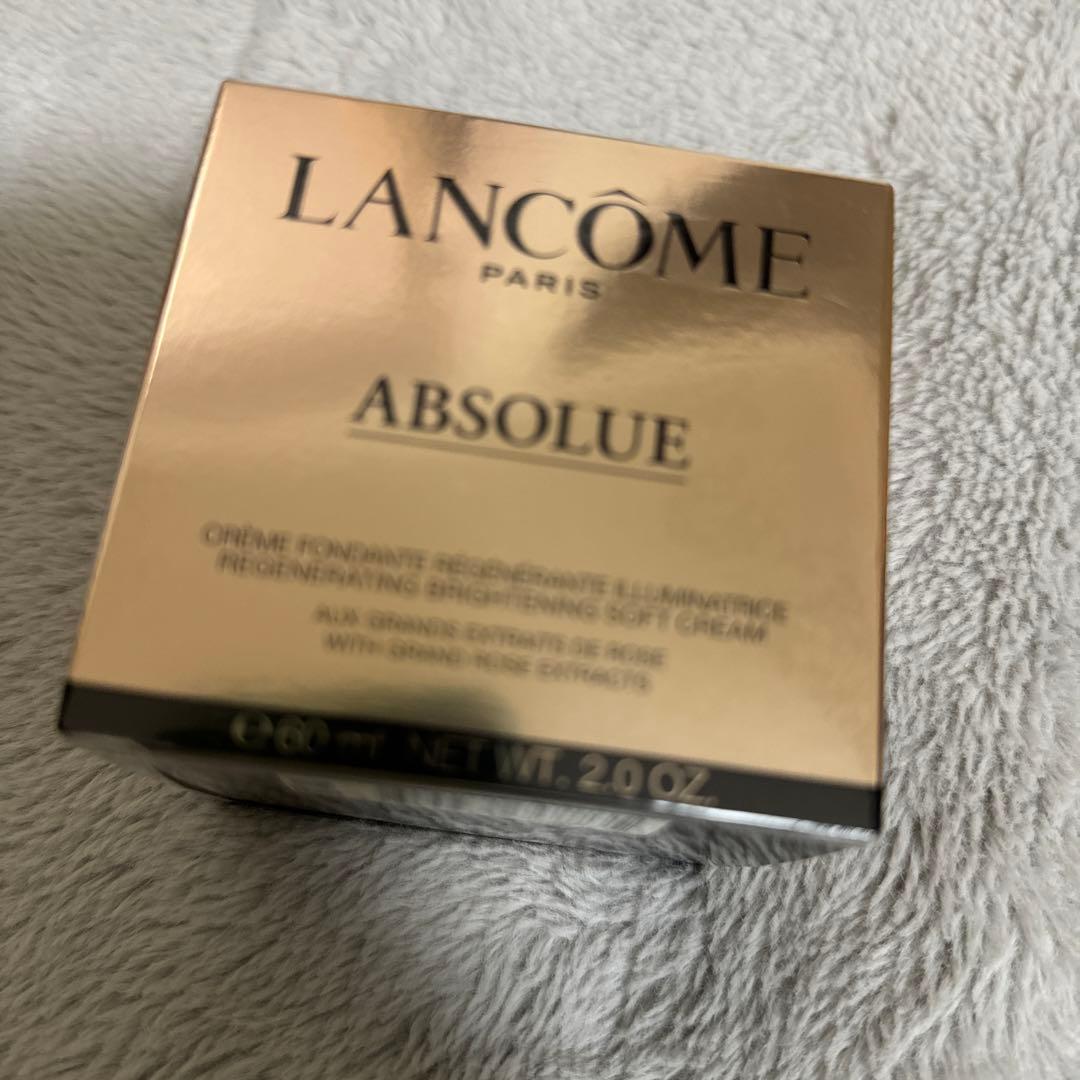 LANCÔME
PARIS
ABSOLUE
CRÈME FONDANTE RÉGÉNÉRANTE ILLUMINATRICE
REGENERATING BRIGHTENING SOFT CREAM
AUX GRANDS EXTRAITS DE ROSE
WITH GRAND ROSE EXTRACTS
℮ 60 ml NET WT. 2.0 OZ.